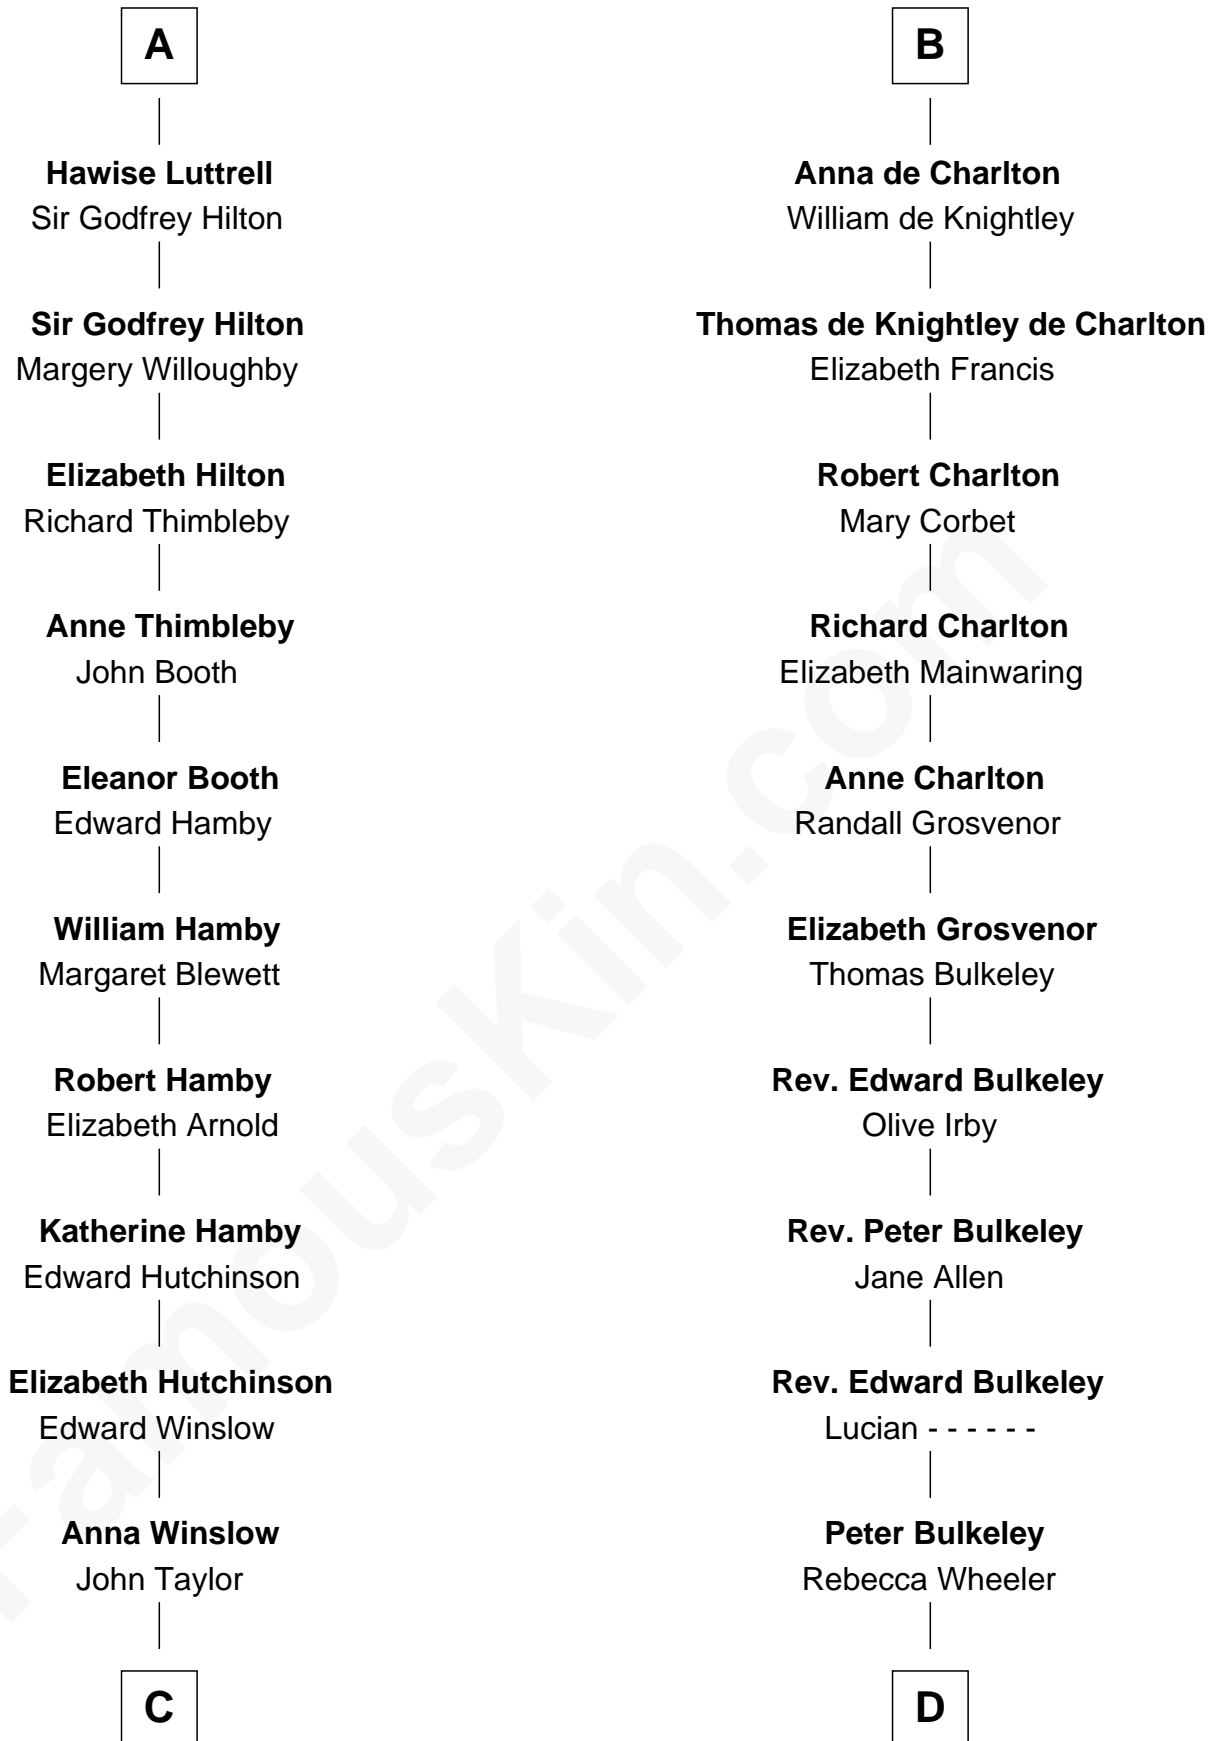 A
Hawise Luttrell
Sir Godfrey Hilton
Sir Godfrey Hilton
Margery Willoughby
Elizabeth Hilton
Richard Thimbleby
Anne Thimbleby
John Booth
Eleanor Booth
Edward Hamby
William Hamby
Margaret Blewett
Robert Hamby
Elizabeth Arnold
Katherine Hamby
Edward Hutchinson
Elizabeth Hutchinson
Edward Winslow
Anna Winslow
John Taylor
C
B
Anna de Charlton
William de Knightley
Thomas de Knightley de Charlton
Elizabeth Francis
Robert Charlton
Mary Corbet
Richard Charlton
Elizabeth Mainwaring
Anne Charlton
Randall Grosvenor
Elizabeth Grosvenor
Thomas Bulkeley
Rev. Edward Bulkeley
Olive Irby
Rev. Peter Bulkeley
Jane Allen
Rev. Edward Bulkeley
Lucian - - - - - -
Peter Bulkeley
Rebecca Wheeler
D
FamousKin.com